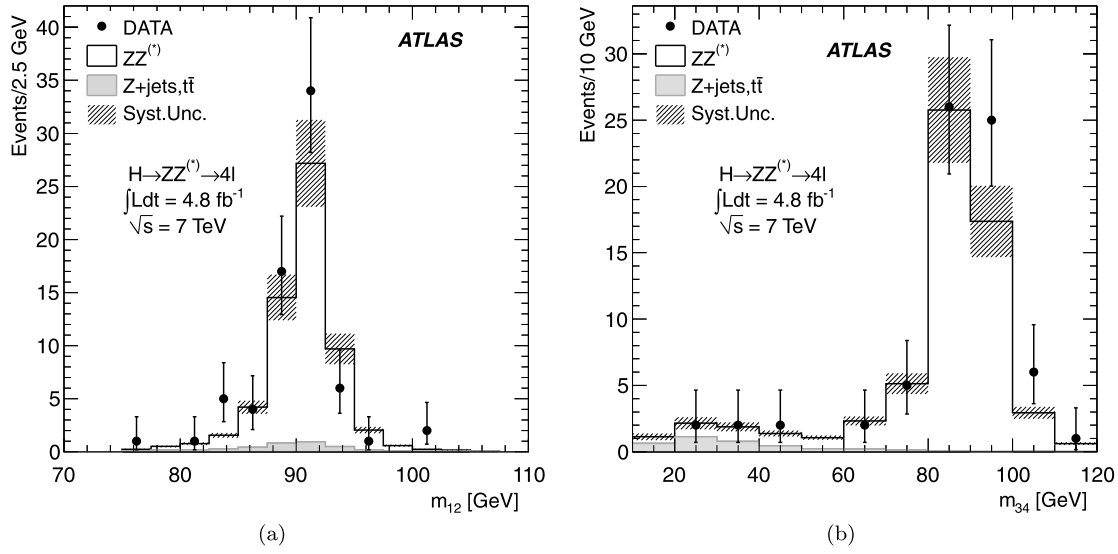 Events/2.5 GeV
40
35
30
25
20
15
10
5
0
DATA
ZZ(*)
Z+jets,tt̄
Syst.Unc.
ATLAS
H→ZZ(*)→4l
∫Ldt = 4.8 fb-1
√s = 7 TeV
70 80 90 100 110
m12 [GeV]
(a)
Events/10 GeV
30
25
20
15
10
5
0
DATA
ZZ(*)
Z+jets,tt̄
Syst.Unc.
ATLAS
H→ZZ(*)→4l
∫Ldt = 4.8 fb-1
√s = 7 TeV
20 40 60 80 100 120
m34 [GeV]
(b)